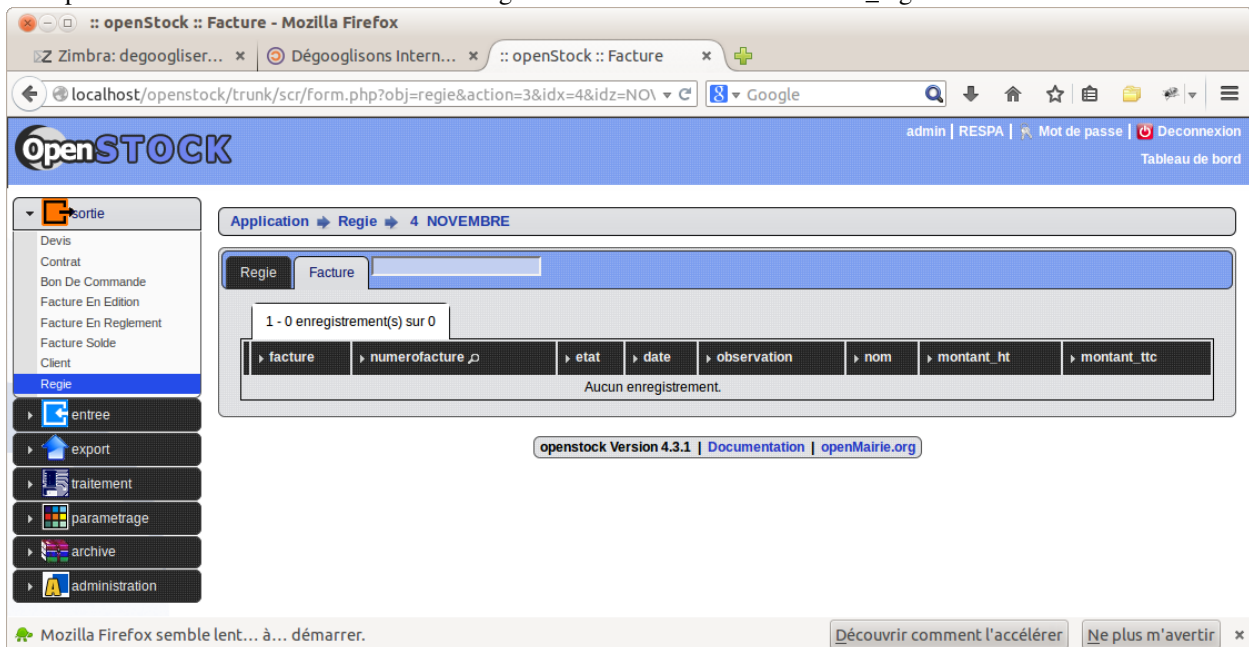 :: openStock :: Facture - Mozilla Firefox
Zimbra: degoogliser... × Dégooglisons Intern... × :: openStock :: Facture ×
localhost/openstock/trunk/scr/form.php?obj=regie&action=3&idx=4&idz=NOV Google
OpenSTOCK
admin | RESPA | Mot de passe | Deconnexion
Tableau de bord
sortie
Devis
Contrat
Bon De Commande
Facture En Edition
Facture En Reglement
Facture Solde
Client
Regie
entree
export
traitement
parametrage
archive
administration
Application Regie 4 NOVEMBRE
Regie Facture
1 - 0 enregistrement(s) sur 0
facture numerofacture etat date observation nom montant_ht montant_ttc
Aucun enregistrement.
openstock Version 4.3.1 | Documentation | openMairie.org
Mozilla Firefox semble lent... à... démarrer. Découvrir comment l'accélérer Ne plus m'avertir ×